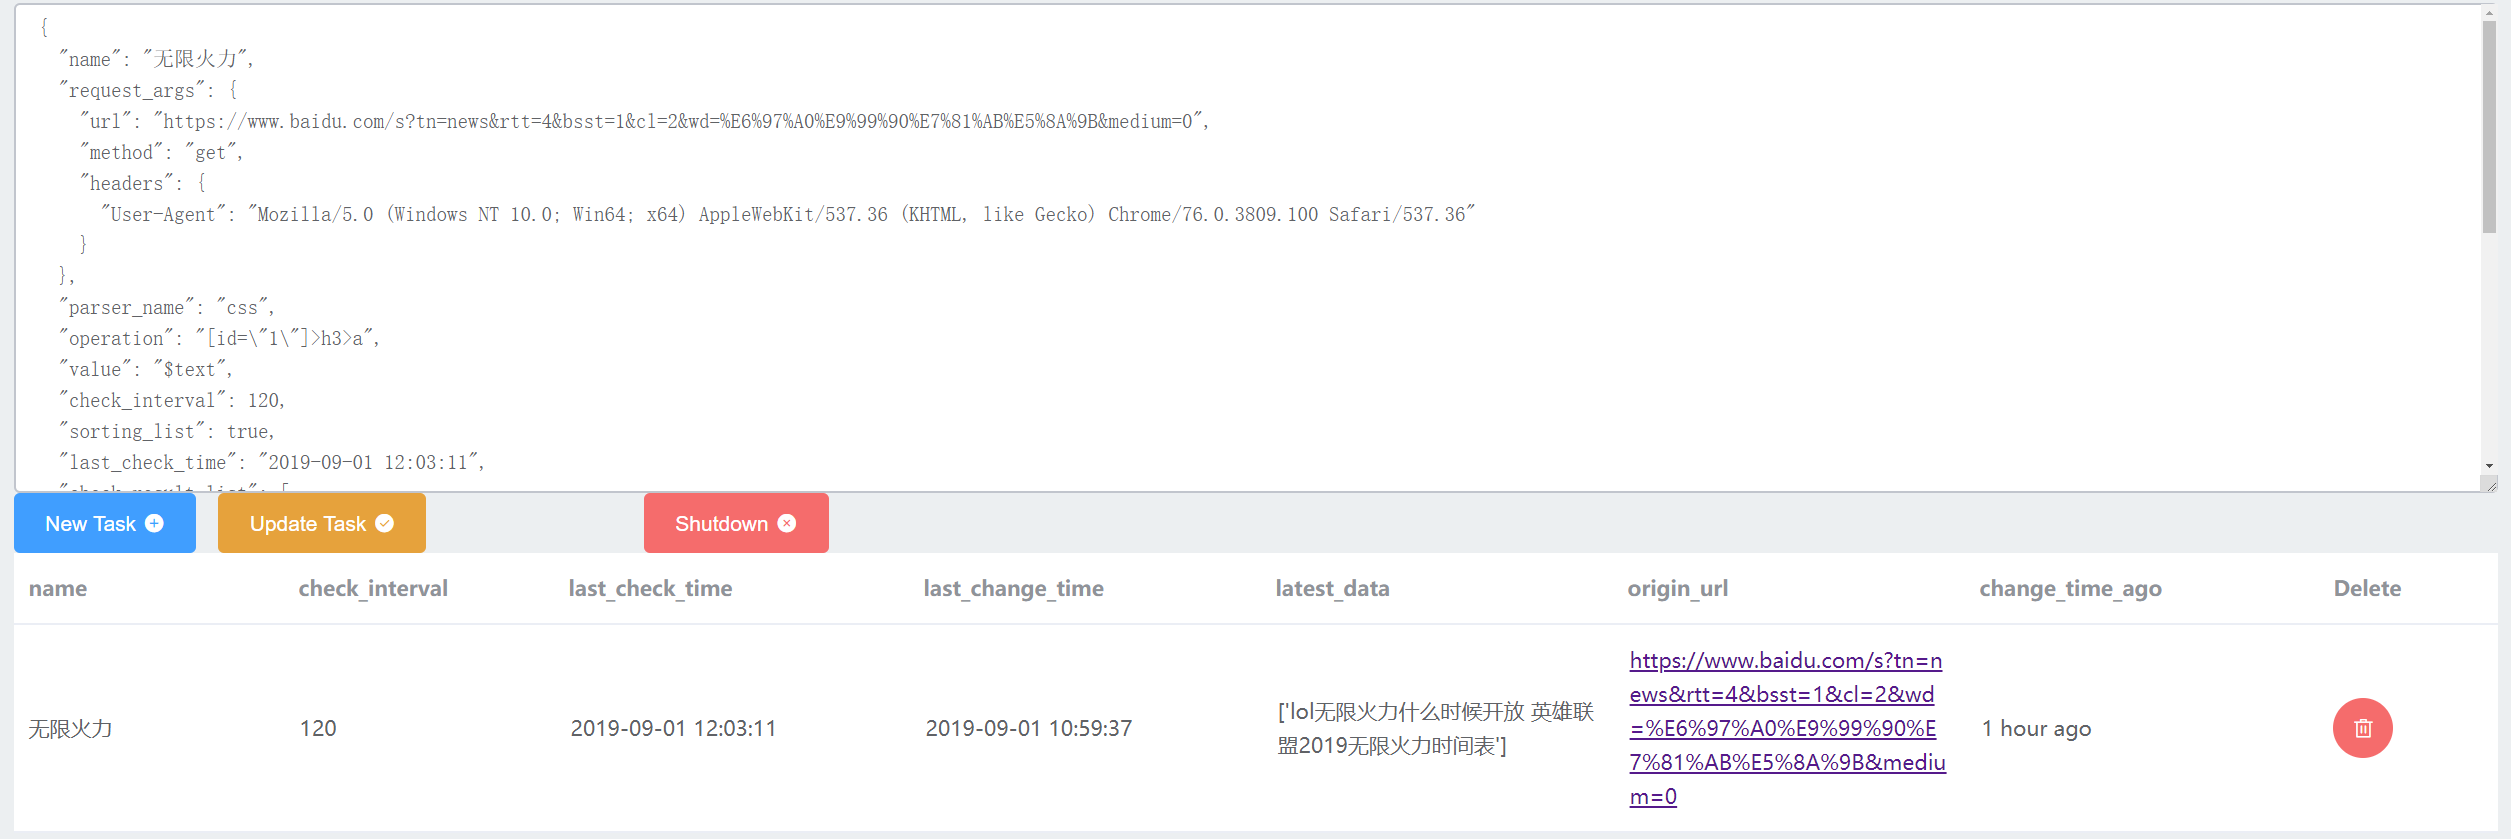 {
"name": "无限火力",
"request_args": {
"url": "https://www.baidu.com/s?tn=news&rtt=4&bsst=1&cl=2&wd=%E6%97%A0%E9%99%90%E7%81%AB%E5%8A%9B&medium=0",
"method": "get",
"headers": {
"User-Agent": "Mozilla/5.0 (Windows NT 10.0; Win64; x64) AppleWebKit/537.36 (KHTML, like Gecko) Chrome/76.0.3809.100 Safari/537.36"
}
},
"parser_name": "css",
"operation": "[id=\"1\"]>h3>a",
"value": "$text",
"check_interval": 120,
"sorting_list": true,
"last_check_time": "2019-09-01 12:03:11",
"check_result_list": [
New Task Update Task Shutdown
name check_interval last_check_time last_change_time latest_data origin_url change_time_ago Delete
无限火力 120 2019-09-01 12:03:11 2019-09-01 10:59:37
['lol无限火力什么时候开放 英雄联
盟2019无限火力时间表']
https://www.baidu.com/s?tn=n
ews&rtt=4&bsst=1&cl=2&wd
=%E6%97%A0%E9%99%90%E
7%81%AB%E5%8A%9B&mediu
m=0
1 hour ago